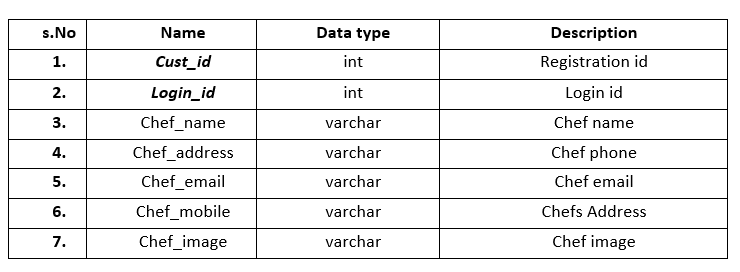 s.No Name Data type Description
1. Cust_id int Registration id
2. Login_id int Login id
3. Chef_name varchar Chef name
4. Chef_address varchar Chef phone
5. Chef_email varchar Chef email
6. Chef_mobile varchar Chefs Address
7. Chef_image varchar Chef image